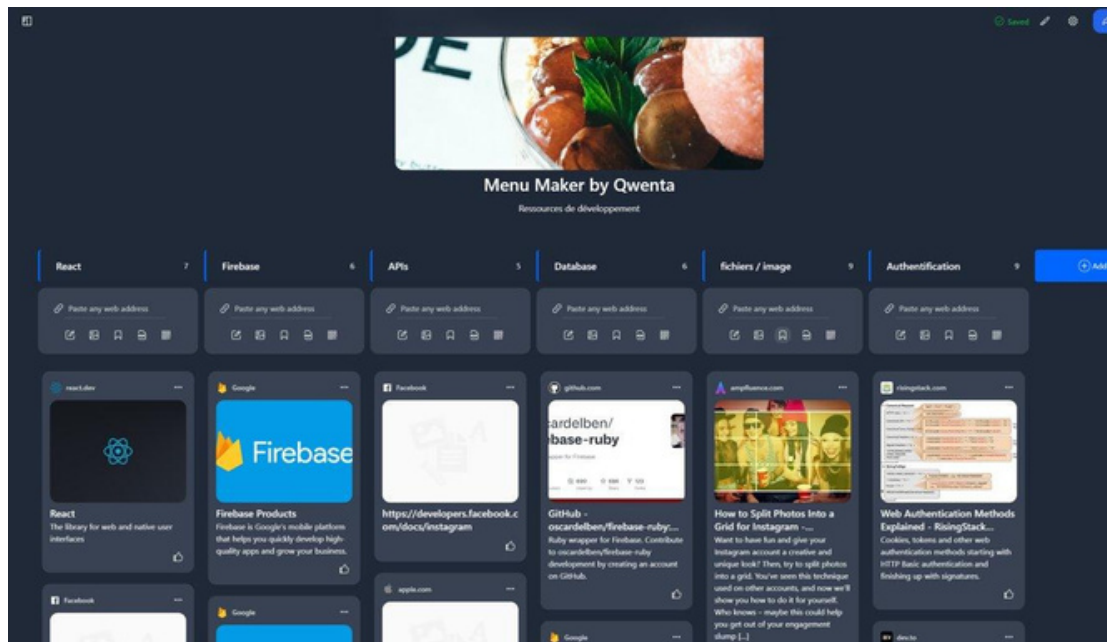 Saved
DE
Menu Maker by Qwenta
Ressources de développement
React 7
Firebase 6
APIs 5
Database 6
fichiers / image 9
Authentification 9
Add
Paste any web address
Paste any web address
Paste any web address
Paste any web address
Paste any web address
Paste any web address
react.dev
React
The library for web and native user
interfaces
Facebook
Google
Firebase
Firebase Products
Firebase is Google's mobile platform
that helps you quickly develop high-
quality apps and grow your business.
Google
Facebook
https://developers.facebook.c
om/docs/instagram
apple.com
github.com
cardelben/
ebase-ruby
apper for Firebase
GitHub -
oscardelben/firebase-ruby:...
Ruby wrapper for Firebase. Contribute
to oscardelben/firebase-ruby
development by creating an account
on GitHub.
Google
ampfluence.com
How to Split Photos Into a
Grid for Instagram -...
Want to have fun and give your
Instagram account a creative and
unique look? Then, try to split photos
into a grid. You've seen this technique
used on other accounts, and now we'll
show you how to do it for yourself.
Who knows – maybe this could help
you get out of your engagement
slump [...]
risingstack.com
Web Authentication Methods
Explained - RisingStack...
Cookies, tokens and other web
authentication methods starting with
HTTP Basic authentication and
finishing up with signatures.
dev.to